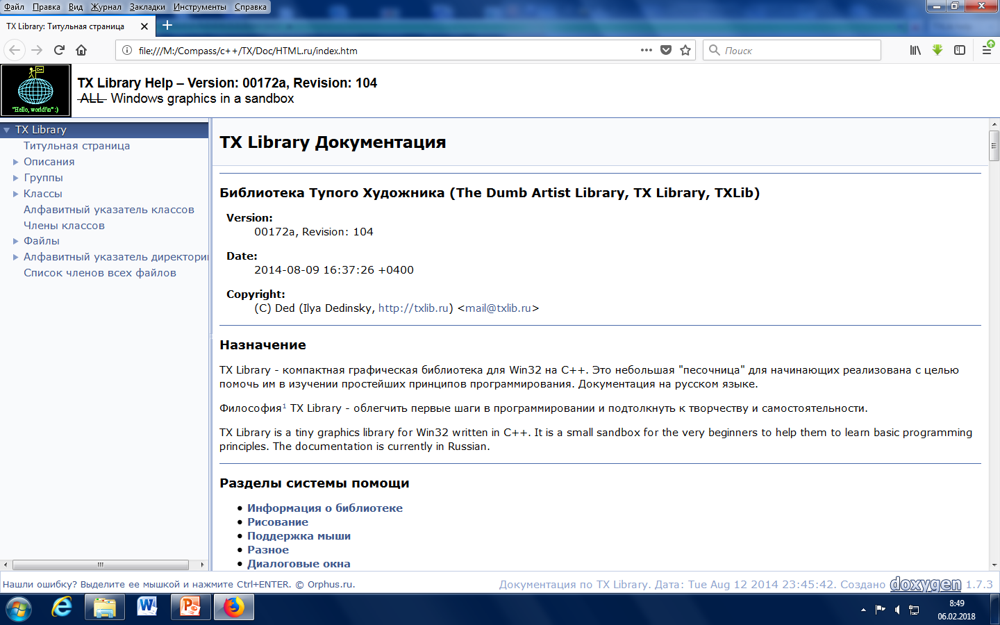 Файл Правка Вид Журнал Закладки Инструменты Справка
TX Library: Титульная страница
file:///M:/Compass/c++/TX/Doc/HTML.ru/index.htm
Поиск
C++
"Hello, world!\n" :)
TX Library Help – Version: 00172a, Revision: 104
ALL Windows graphics in a sandbox
TX Library
Титульная страница
Описания
Группы
Классы
Алфавитный указатель классов
Члены классов
Файлы
Алфавитный указатель директори
Список членов всех файлов
TX Library Документация
Библиотека Тупого Художника (The Dumb Artist Library, TX Library, TXLib)
Version:
00172a, Revision: 104
Date:
2014-08-09 16:37:26 +0400
Copyright:
(C) Ded (Ilya Dedinsky, http://txlib.ru) <mail@txlib.ru>
Назначение
TX Library - компактная графическая библиотека для Win32 на C++. Это небольшая "песочница" для начинающих реализована с целью
помочь им в изучении простейших принципов программирования. Документация на русском языке.
Философия¹ TX Library - облегчить первые шаги в программировании и подтолкнуть к творчеству и самостоятельности.
TX Library is a tiny graphics library for Win32 written in C++. It is a small sandbox for the very beginners to help them to learn basic programming
principles. The documentation is currently in Russian.
Разделы системы помощи
• Информация о библиотеке
• Рисование
• Поддержка мыши
• Разное
• Диалоговые окна
Нашли ошибку? Выделите ее мышкой и нажмите Ctrl+ENTER. © Orphus.ru.
Документация по TX Library. Дата: Tue Aug 12 2014 23:45:42. Создано doxygen 1.7.3
8:49
06.02.2018